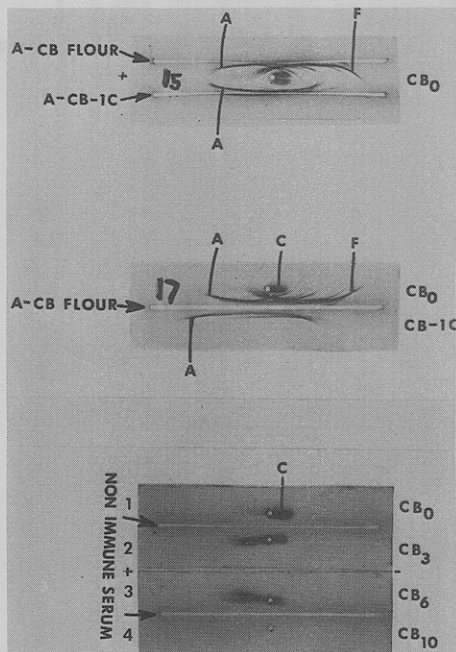 A F
A-CB FLOUR
+ 15 CB0
A-CB-1C
A
A C F
17 CB0
A-CB FLOUR
CB-1C
A
C
NON IMMUNE SERUM
1 CB0
2 CB3
+ -
3 CB6
4 CB10